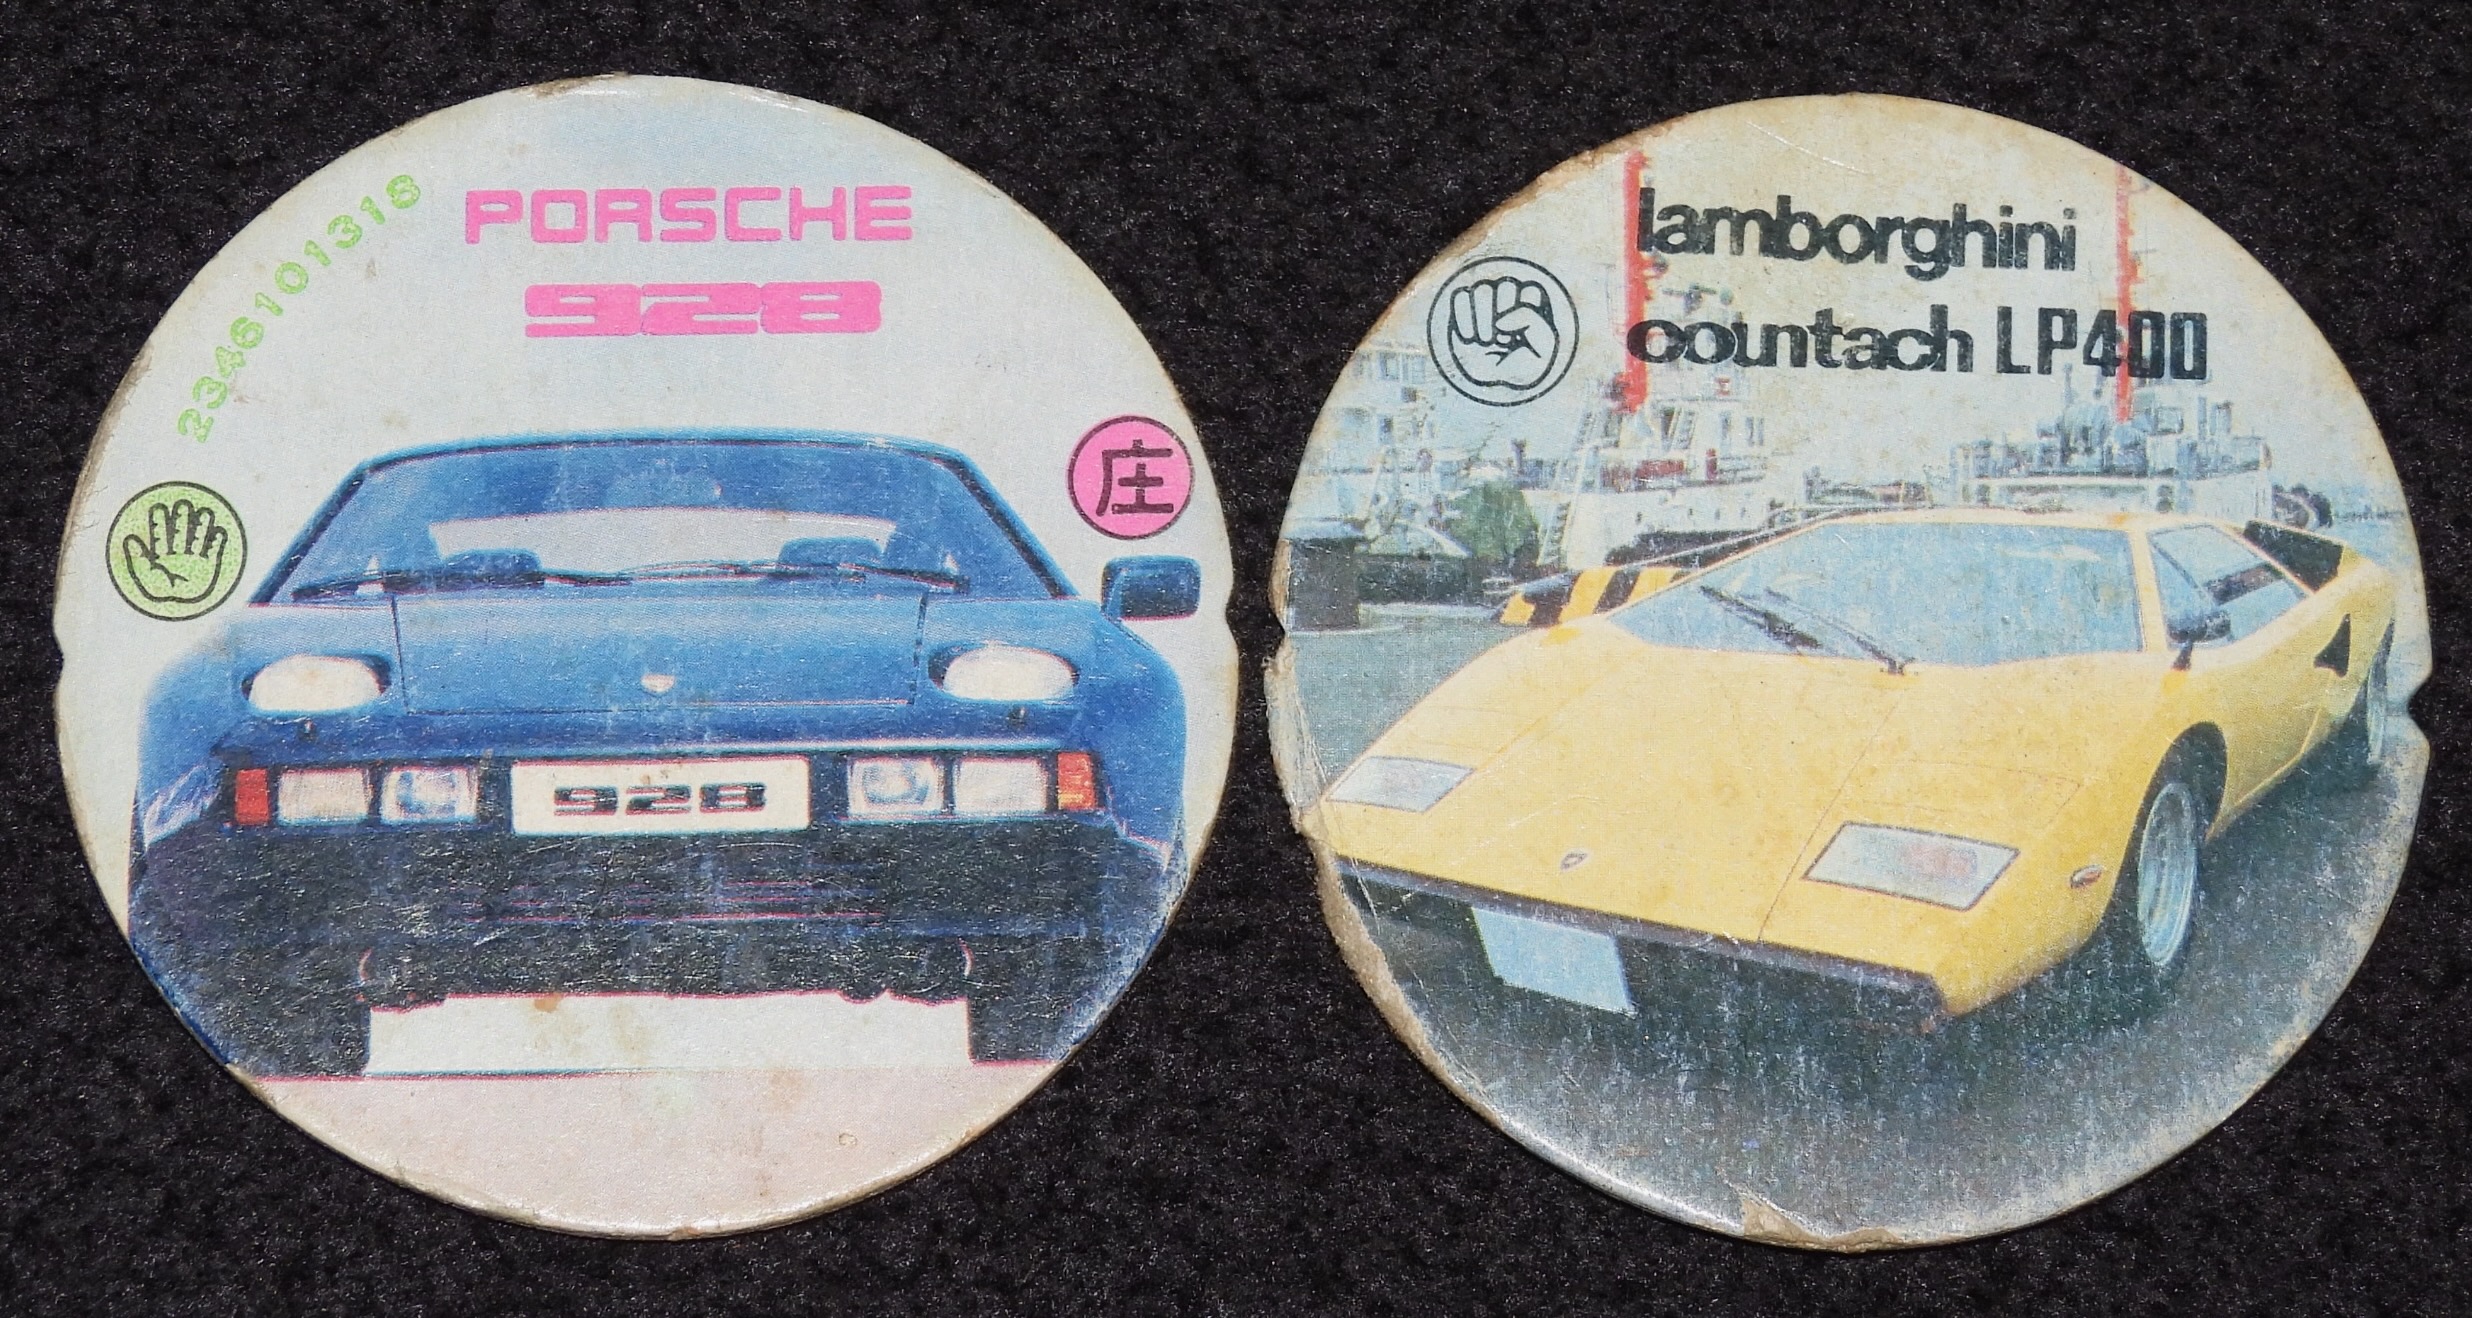 2346101318
PORSCHE
928
庄
928
lamborghini
countach LP400